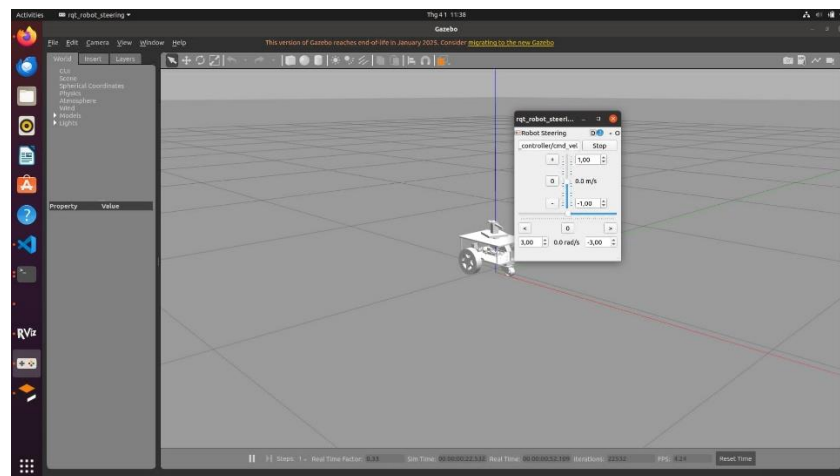 Activities rqt_robot_steering Thg 4 1 11:38
Gazebo
File Edit Camera View Window Help This version of Gazebo reaches end-of-life in January 2025. Consider migrating to the new Gazebo
World Insert Layers
GUI
Scene
Spherical Coordinates
Physics
Atmosphere
Wind
Models
Lights
Property Value
rqt_robot_steeri...
Robot Steering
_controller/cmd_vel Stop
+ 1,00
0 0.0 m/s
- -1,00
< 0 >
3,00 0.0 rad/s -3,00
RViz
Steps: 1 Real Time Factor: Sim Time: Real Time: Iterations: FPS: Reset Time